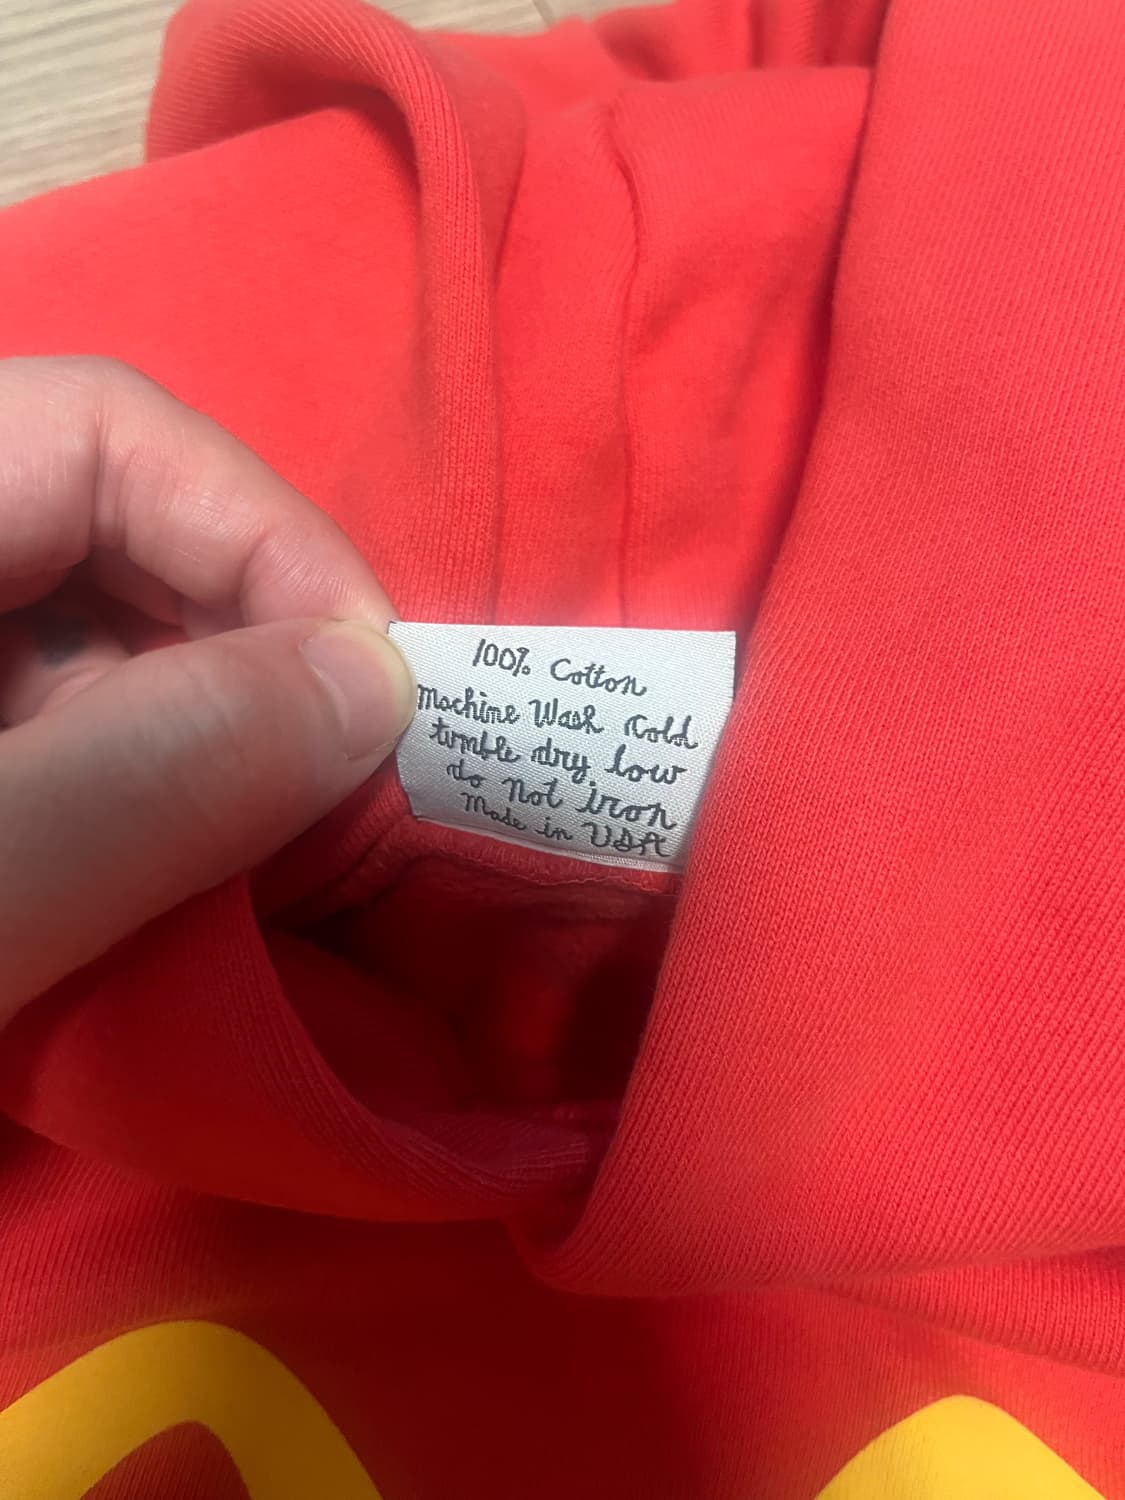 100% Cotton
Machine Wash Cold
tumble dry low
do not iron
Made in USA